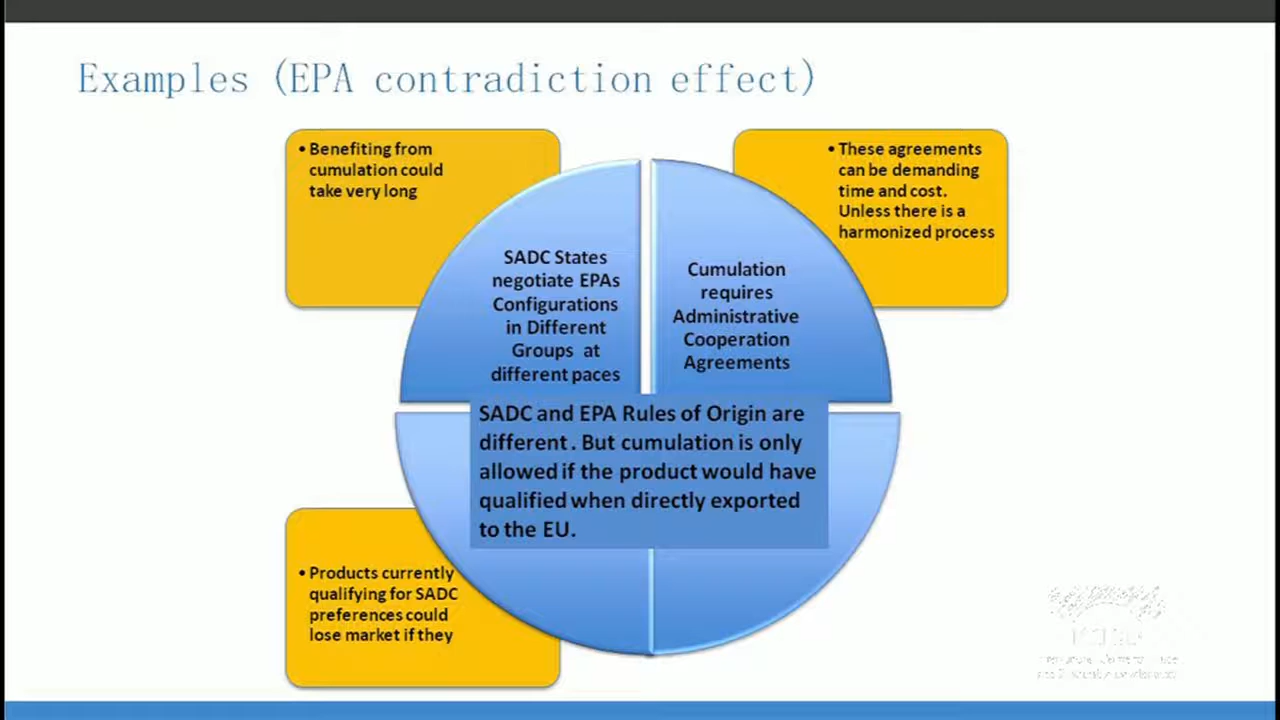 Examples (EPA contradiction effect)
• Benefiting from
cumulation could
take very long
• These agreements
can be demanding
time and cost.
Unless there is a
harmonized process
SADC States
negotiate EPAs
Configurations
in Different
Groups at
different paces
Cumulation
requires
Administrative
Cooperation
Agreements
SADC and EPA Rules of Origin are
different. But cumulation is only
allowed if the product would have
qualified when directly exported
to the EU.
• Products currently
qualifying for SADC
preferences could
lose market if they